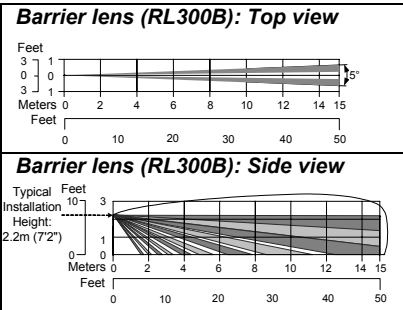 Barrier lens (RL300B): Top view
Feet
3 1
0 0
3 1
5°
Meters 0 2 4 6 8 10 12 14 15
Feet
0 10 20 30 40 50
Barrier lens (RL300B): Side view
Typical Feet
Installation 10 3
Height:
2.2m (7'2")
1
0 0
Meters 0 2 4 6 8 10 12 14 15
Feet
0 10 20 30 40 50